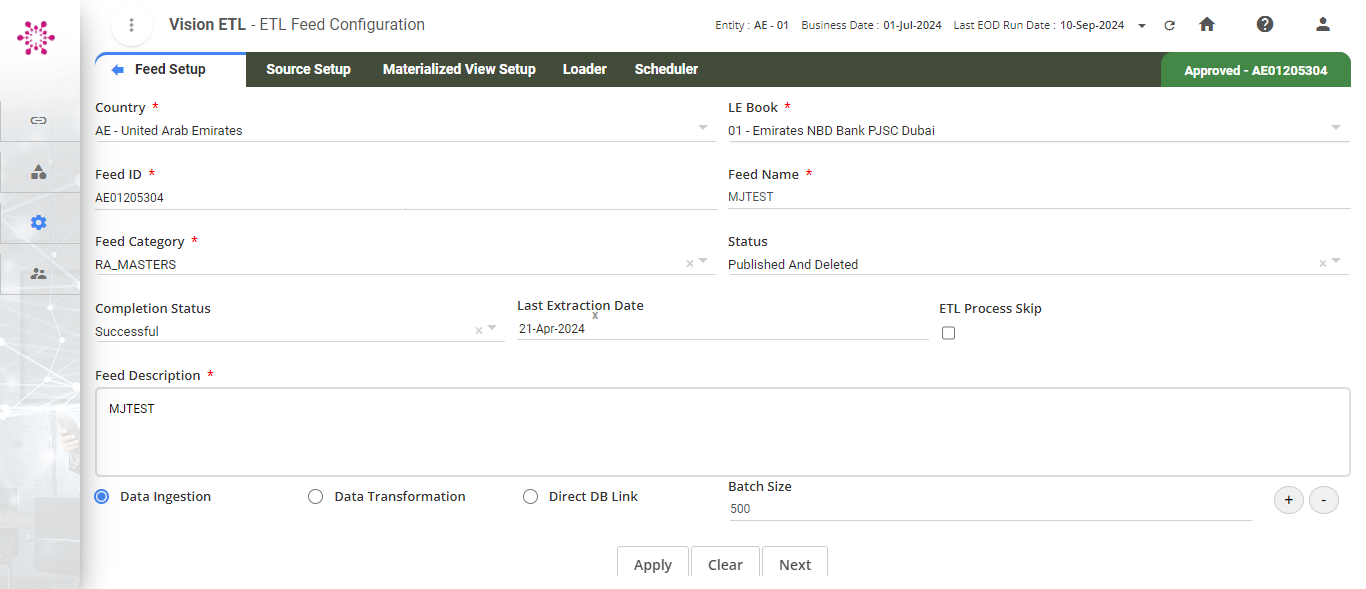 Vision ETL - ETL Feed Configuration
Entity : AE - 01 Business Date : 01-Jul-2024 Last EOD Run Date : 10-Sep-2024
Feed Setup Source Setup Materialized View Setup Loader Scheduler Approved - AE01205304
Country * LE Book *
AE - United Arab Emirates 01 - Emirates NBD Bank PJSC Dubai
Feed ID * Feed Name *
AE01205304 MJTEST
Feed Category * Status
RA_MASTERS × Published And Deleted ×
Completion Status Last Extraction Date ETL Process Skip
Successful × 21-Apr-2024 x
Feed Description *
MJTEST
Data Ingestion Data Transformation Direct DB Link Batch Size
500 + -
Apply Clear Next